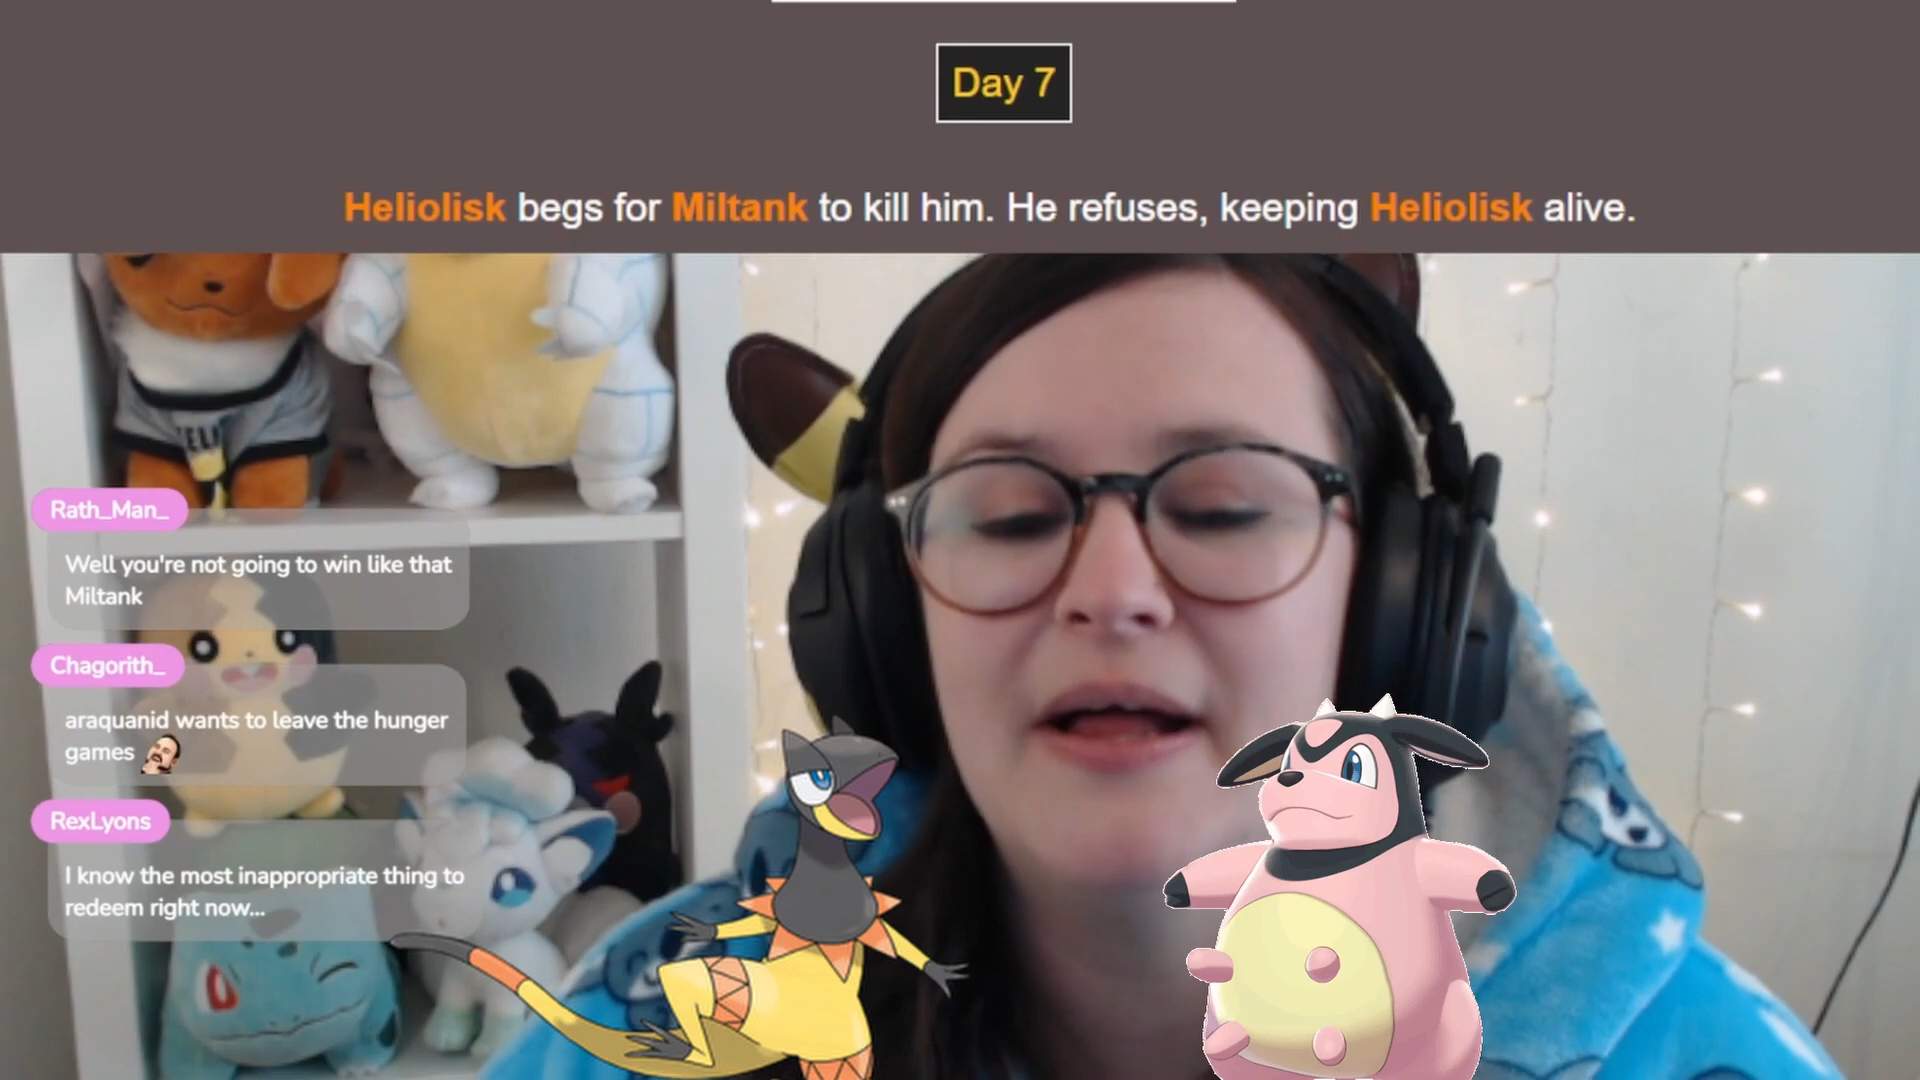 Day 7
Heliolisk begs for Miltank to kill him. He refuses, keeping Heliolisk alive.
Rath_Man_
Well you're not going to win like that
Miltank
Chagorith_
araquanid wants to leave the hunger
games
RexLyons
I know the most inappropriate thing to
redeem right now...